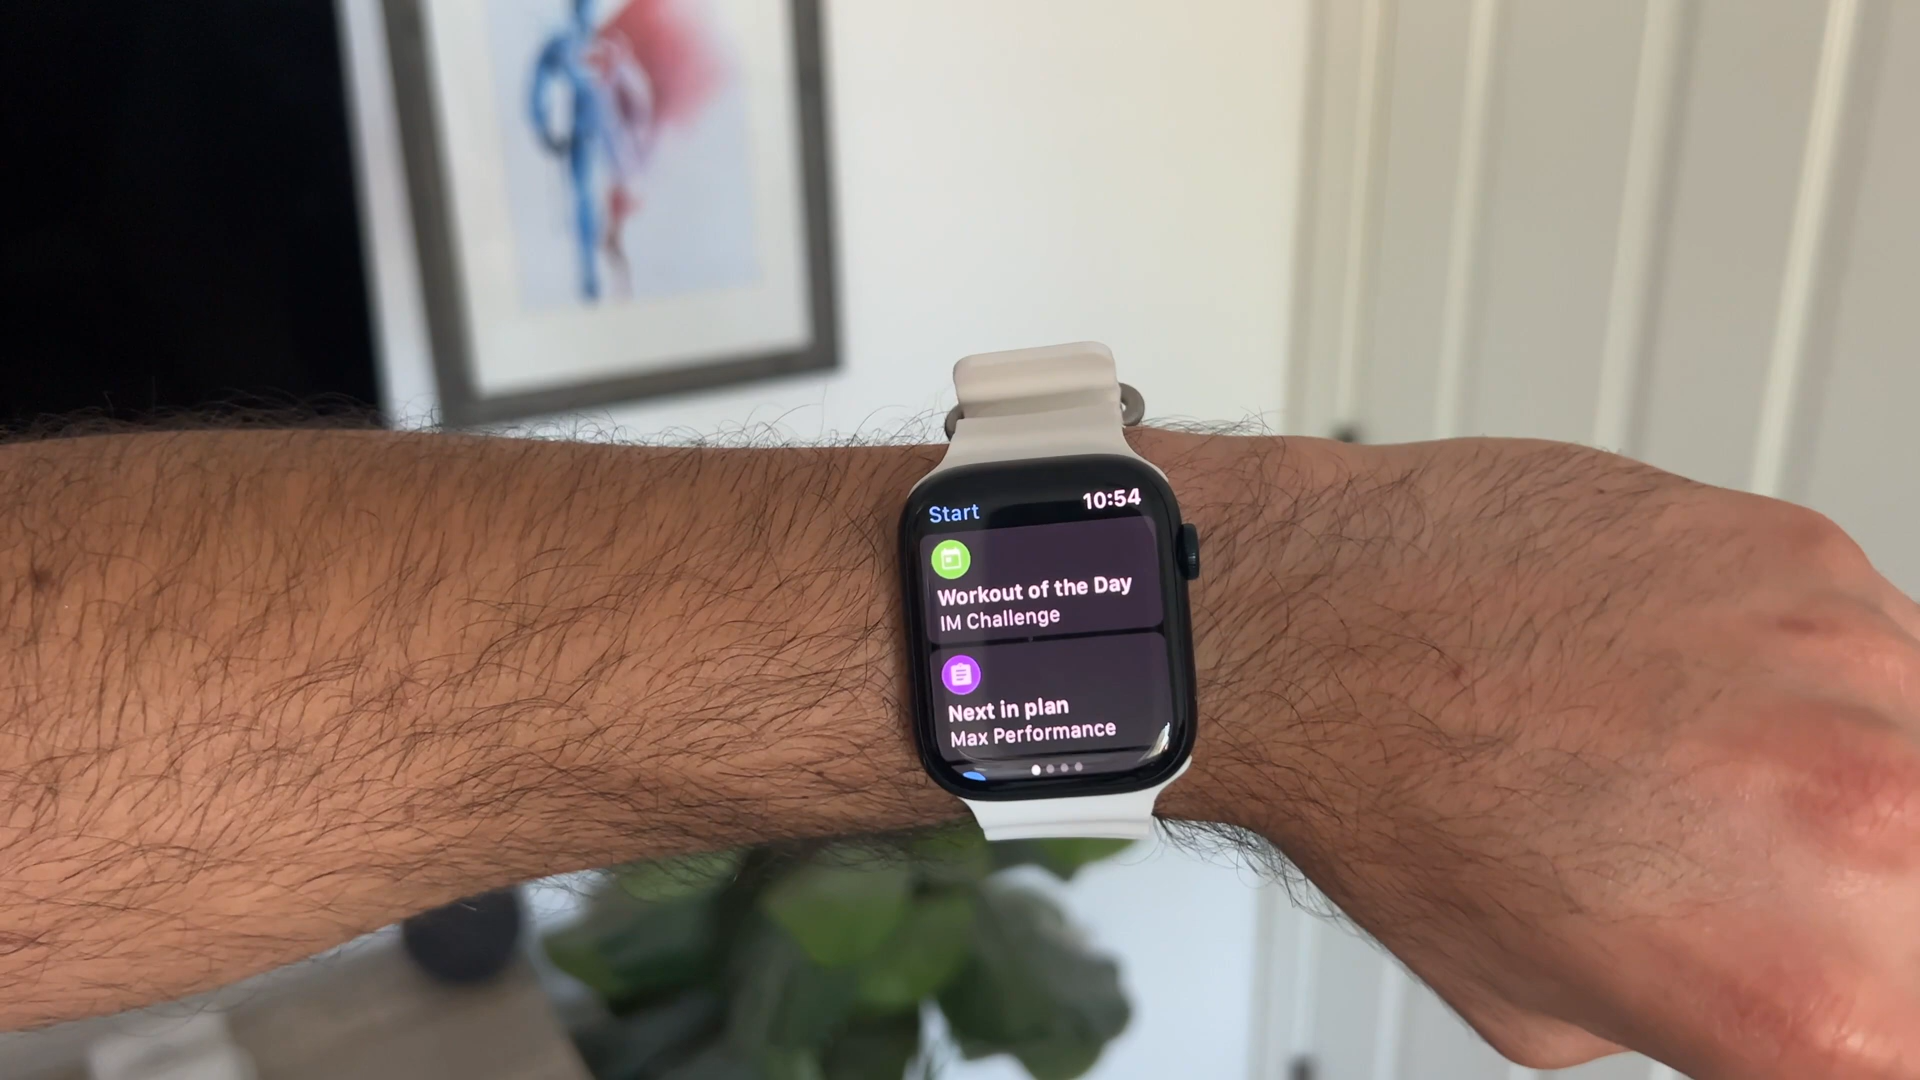 Start
10:54
Workout of the Day
IM Challenge
Next in plan
Max Performance